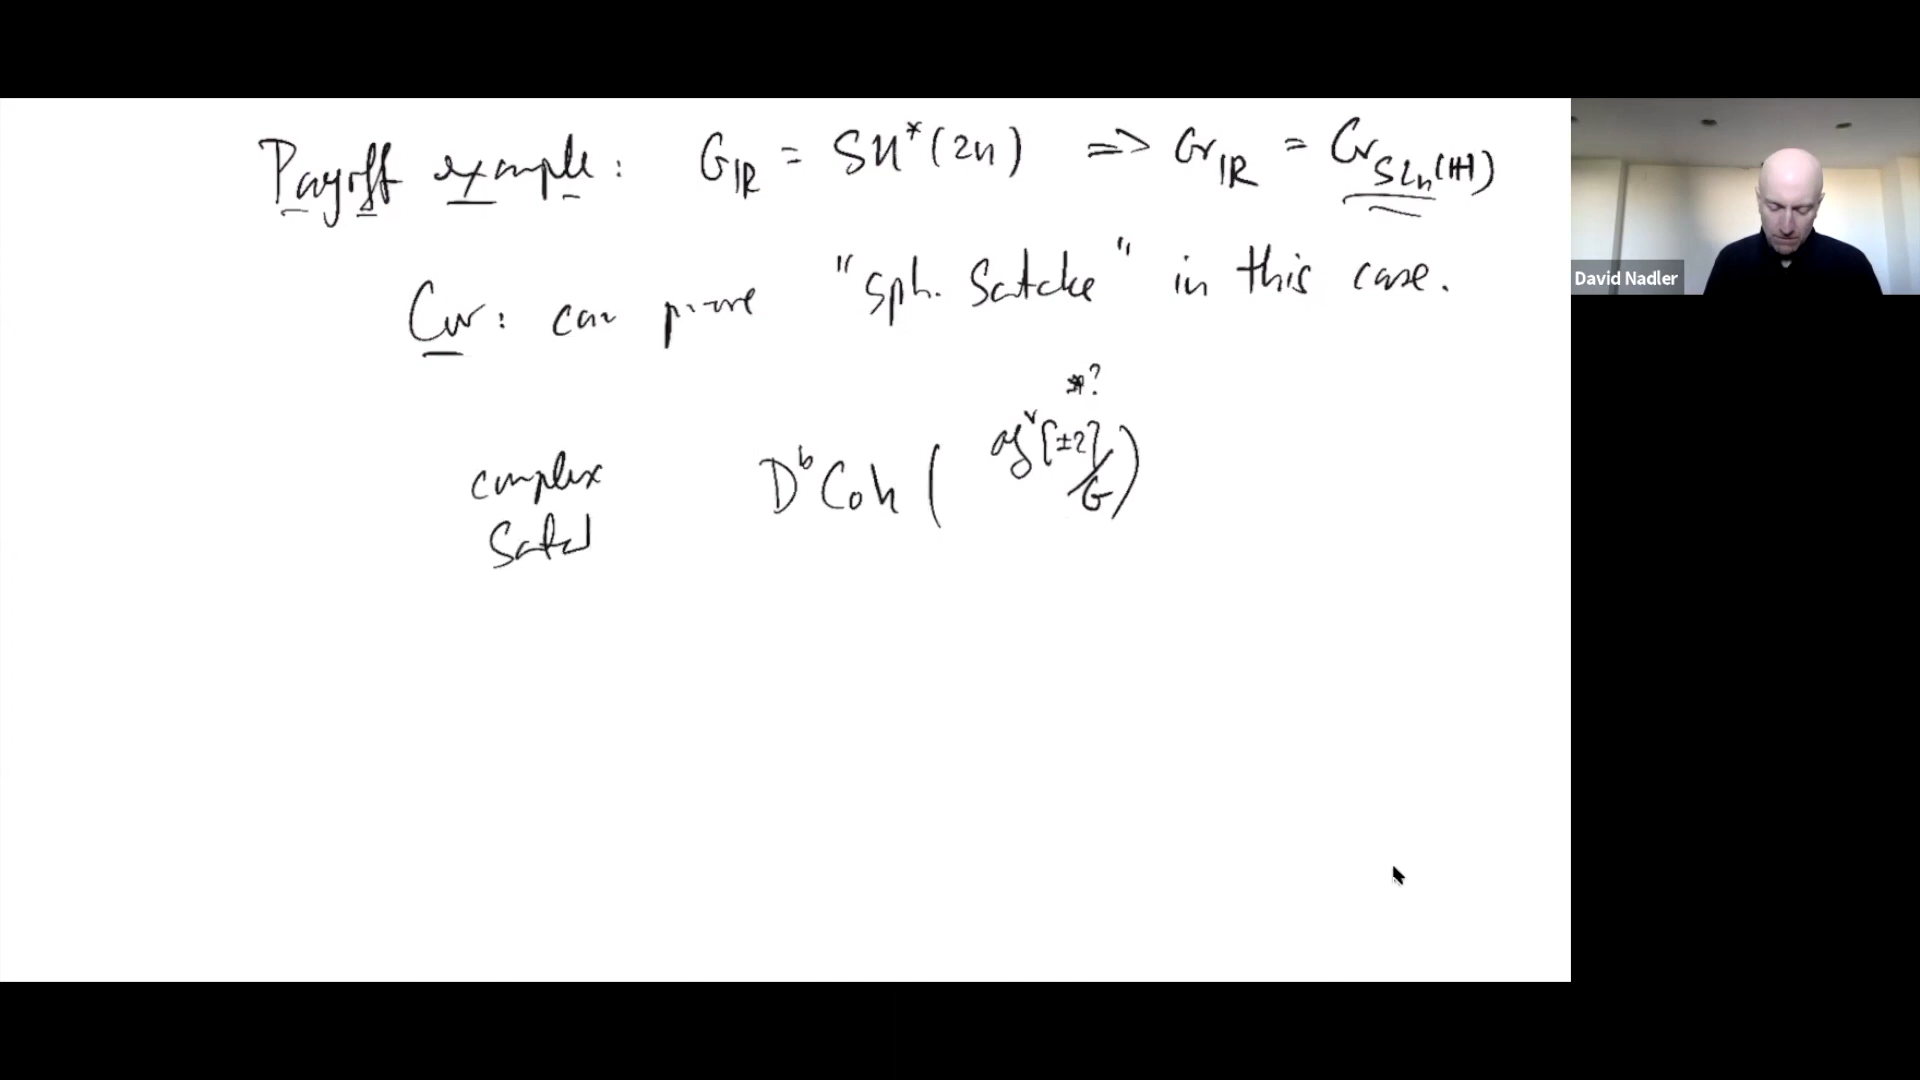 Payoff example: G_ℝ = SU*(2n) => Gr_ℝ = Gr_{SL_n(ℍ)}
Cor: can prove "Sph. Satake" in this case.
*?
complex D^b Coh ( 𝔤^∨[±2]/G )
David Nadler